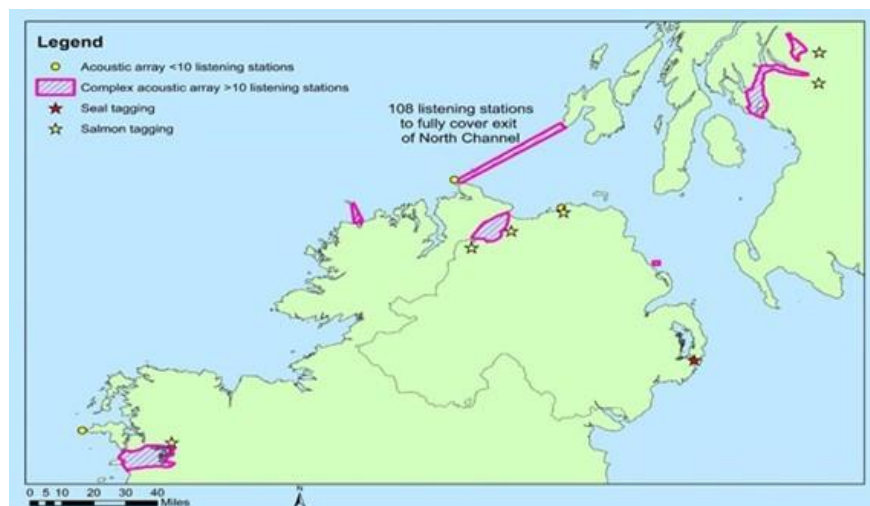 Legend
Acoustic array <10 listening stations
Complex acoustic array >10 listening stations
Seal tagging
Salmon tagging
108 listening stations
to fully cover exit
of North Channel
0 5 10 20 30 40
Miles
N